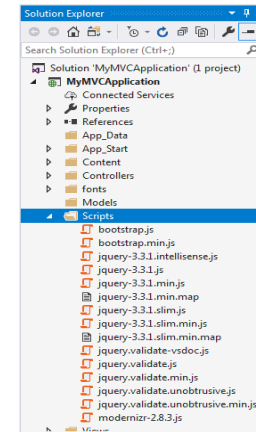 Solution Explorer
Search Solution Explorer (Ctrl+;)
Solution 'MyMVCApplication' (1 project)
MyMVCApplication
Connected Services
Properties
References
App_Data
App_Start
Content
Controllers
fonts
Models
Scripts
bootstrap.js
bootstrap.min.js
jquery-3.3.1.intellisense.js
jquery-3.3.1.js
jquery-3.3.1.min.js
jquery-3.3.1.min.map
jquery-3.3.1.slim.js
jquery-3.3.1.slim.min.js
jquery-3.3.1.slim.min.map
jquery.validate-vsdoc.js
jquery.validate.js
jquery.validate.min.js
jquery.validate.unobtrusive.js
jquery.validate.unobtrusive.min.js
modernizr-2.8.3.js
Views